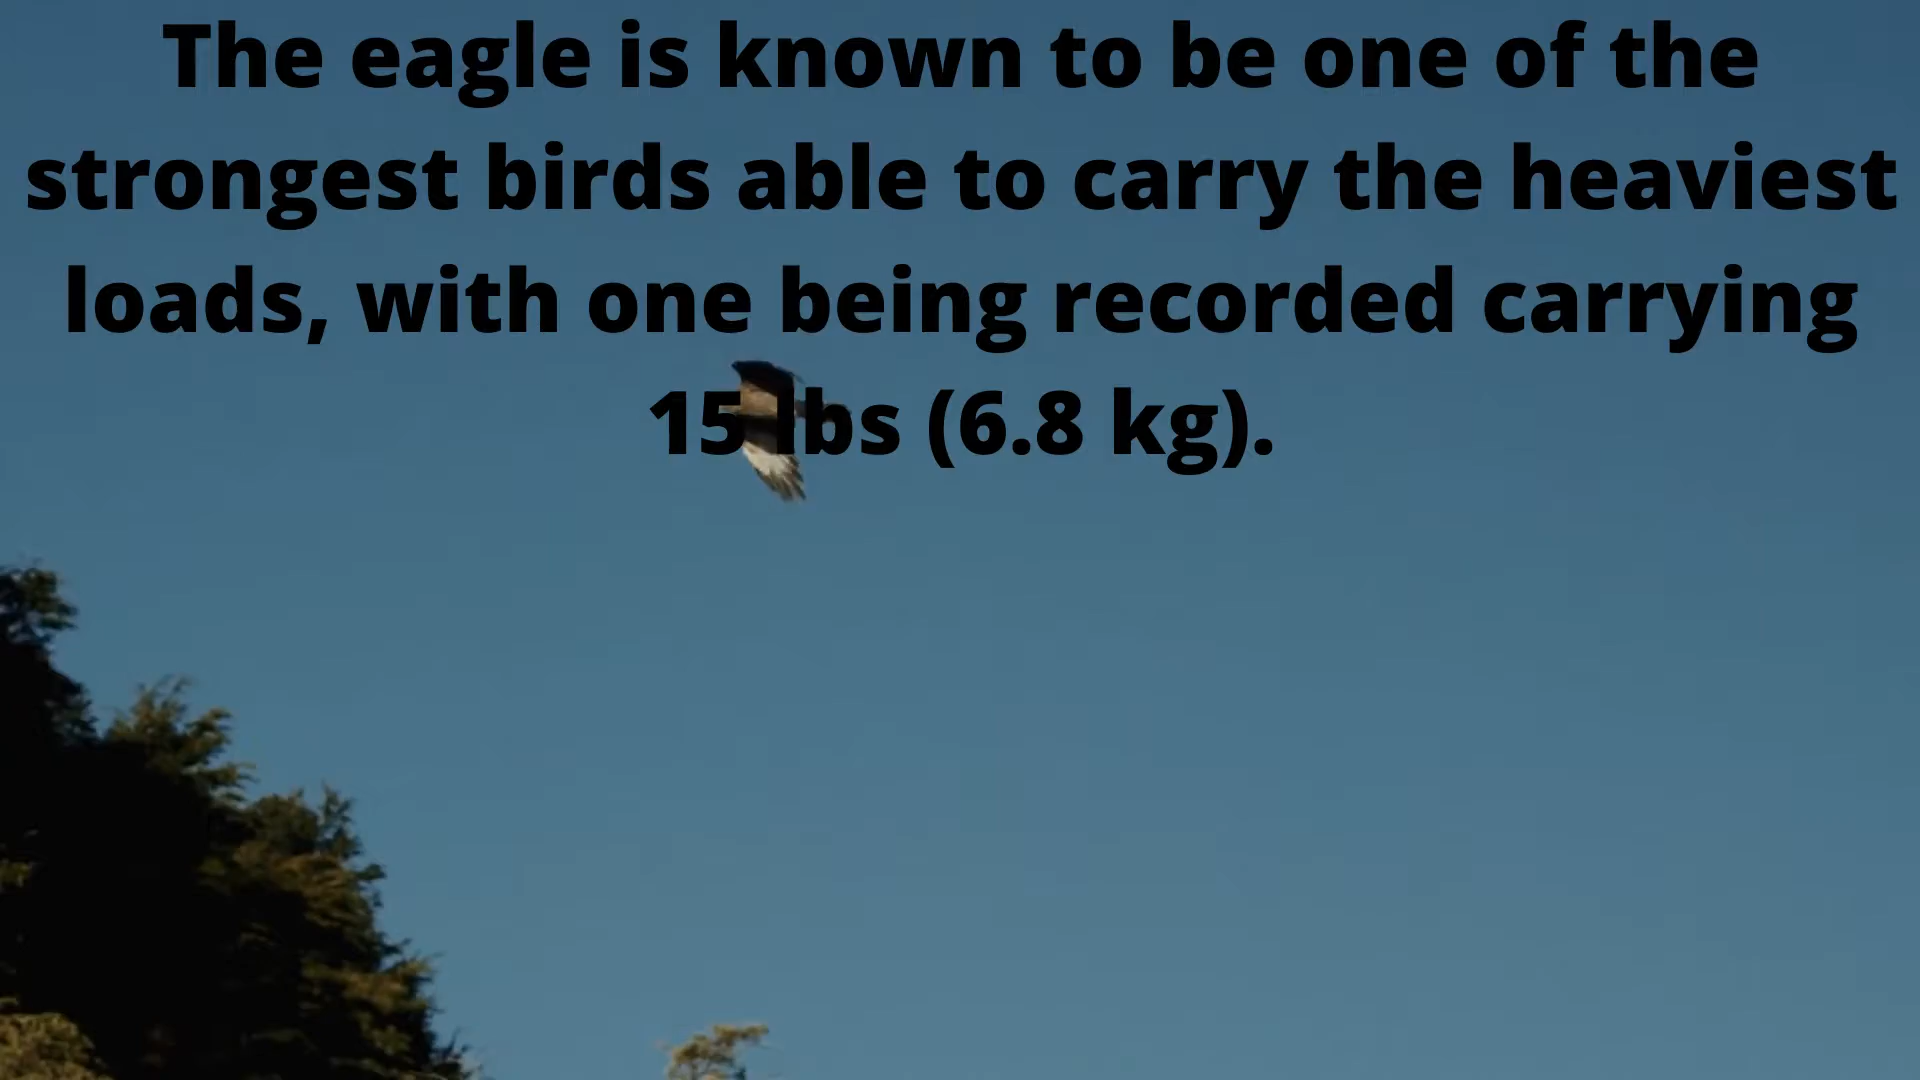 The eagle is known to be one of the
strongest birds able to carry the heaviest
loads, with one being recorded carrying
15 lbs (6.8 kg).